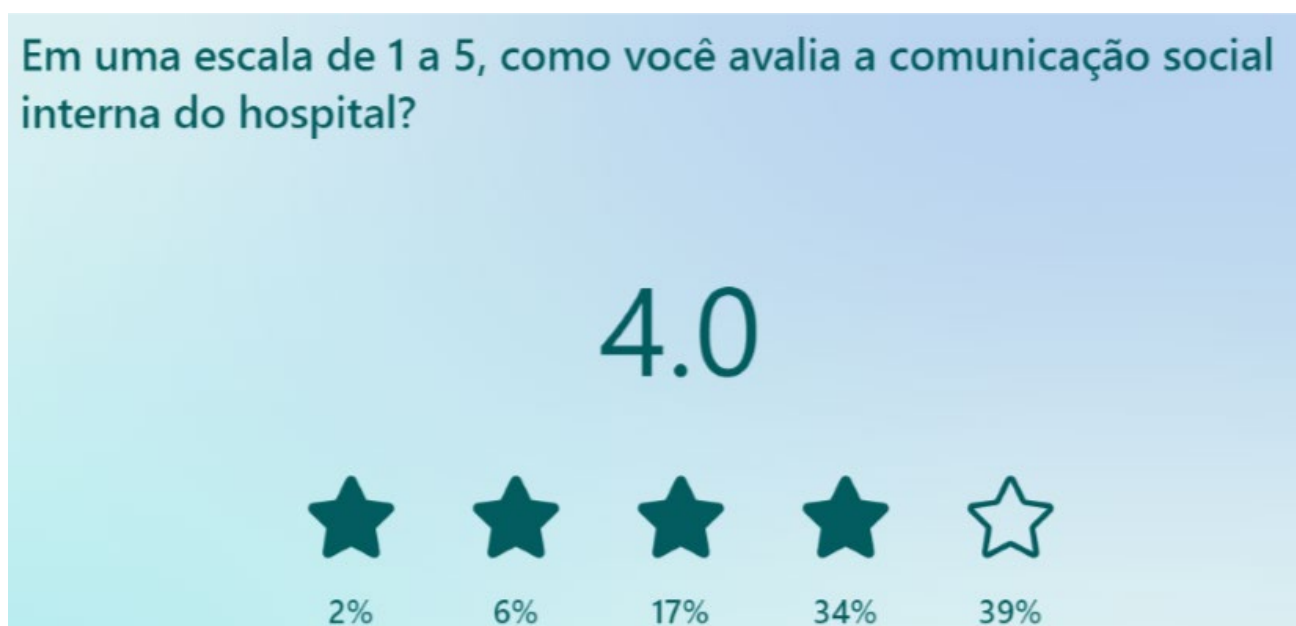 Em uma escala de 1 a 5, como você avalia a comunicação social
interna do hospital?
4.0
2% 6% 17% 34% 39%